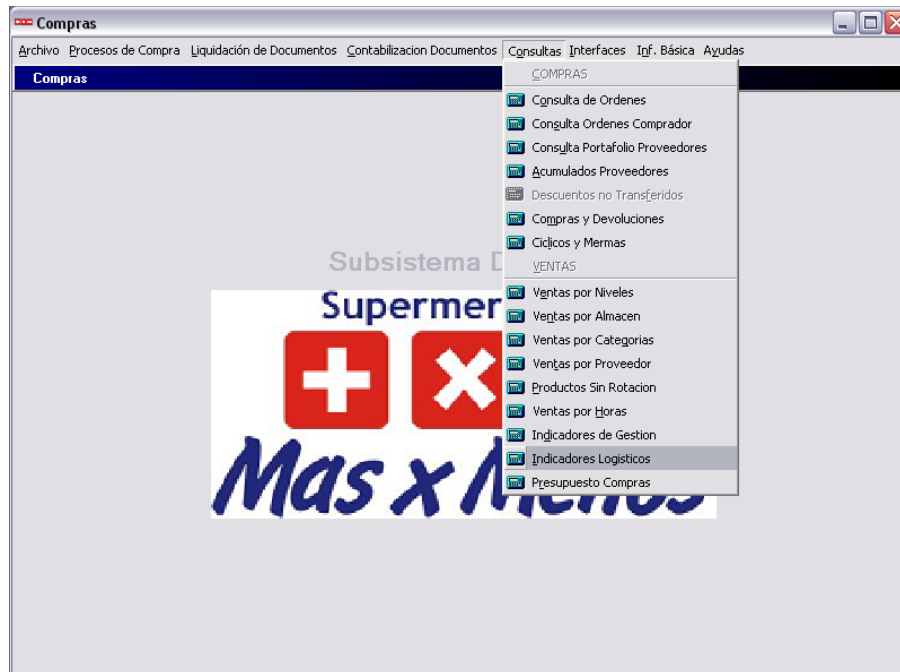 Compras
Archivo Procesos de Compra Liquidación de Documentos Contabilizacion Documentos Consultas Interfaces Inf. Básica Ayudas
Compras
COMPRAS
Consulta de Ordenes
Consulta Ordenes Comprador
Consulta Portafolio Proveedores
Acumulados Proveedores
Descuentos no Transferidos
Compras y Devoluciones
Ciclicos y Mermas
VENTAS
Ventas por Niveles
Ventas por Almacen
Ventas por Categorias
Ventas por Proveedor
Productos Sin Rotacion
Ventas por Horas
Indicadores de Gestion
Indicadores Logisticos
Presupuesto Compras
Subsistema D
Supermer
Mas x Menos